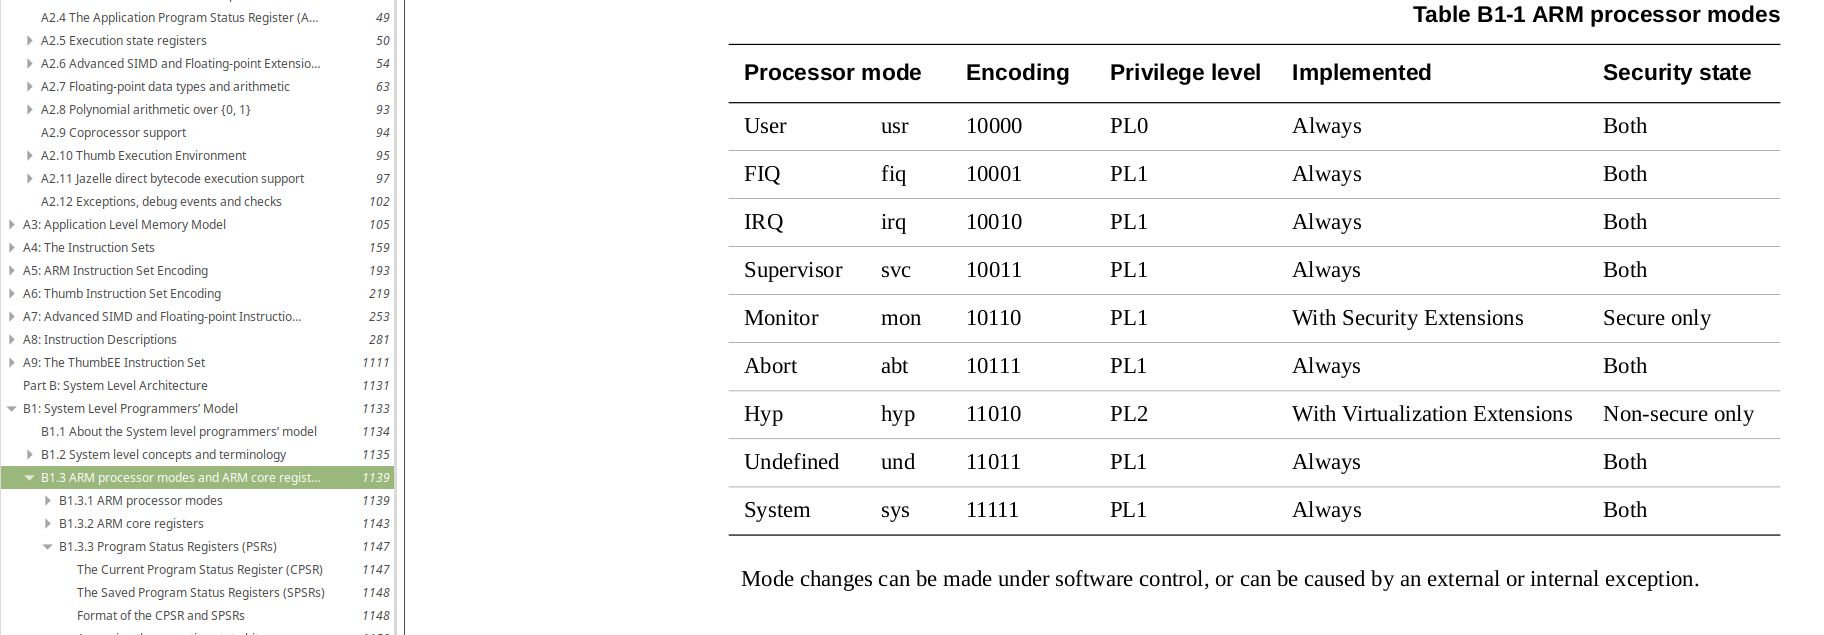 A2.4 The Application Program Status Register (A... 49
A2.5 Execution state registers 50
A2.6 Advanced SIMD and Floating-point Extensio... 54
A2.7 Floating-point data types and arithmetic 63
A2.8 Polynomial arithmetic over {0, 1} 93
A2.9 Coprocessor support 94
A2.10 Thumb Execution Environment 95
A2.11 Jazelle direct bytecode execution support 97
A2.12 Exceptions, debug events and checks 102
A3: Application Level Memory Model 105
A4: The Instruction Sets 159
A5: ARM Instruction Set Encoding 193
A6: Thumb Instruction Set Encoding 219
A7: Advanced SIMD and Floating-point Instructio... 253
A8: Instruction Descriptions 281
A9: The ThumbEE Instruction Set 1111
Part B: System Level Architecture 1131
B1: System Level Programmers’ Model 1133
B1.1 About the System level programmers’ model 1134
B1.2 System level concepts and terminology 1135
B1.3 ARM processor modes and ARM core regist... 1139
B1.3.1 ARM processor modes 1139
B1.3.2 ARM core registers 1143
B1.3.3 Program Status Registers (PSRs) 1147
The Current Program Status Register (CPSR) 1147
The Saved Program Status Registers (SPSRs) 1148
Format of the CPSR and SPSRs 1148
Table B1-1 ARM processor modes
Processor mode Encoding Privilege level Implemented Security state
User usr 10000 PL0 Always Both
FIQ fiq 10001 PL1 Always Both
IRQ irq 10010 PL1 Always Both
Supervisor svc 10011 PL1 Always Both
Monitor mon 10110 PL1 With Security Extensions Secure only
Abort abt 10111 PL1 Always Both
Hyp hyp 11010 PL2 With Virtualization Extensions Non-secure only
Undefined und 11011 PL1 Always Both
System sys 11111 PL1 Always Both
Mode changes can be made under software control, or can be caused by an external or internal exception.